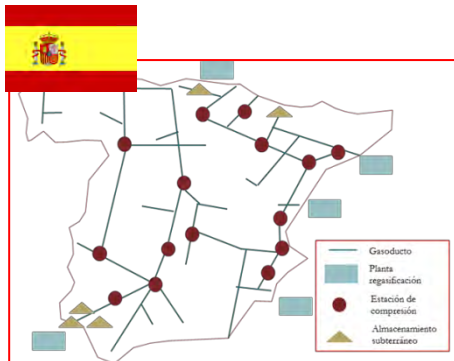 Gasoducto
Planta
regasificación
Estación de
compresión
Almacenamiento
subterráneo